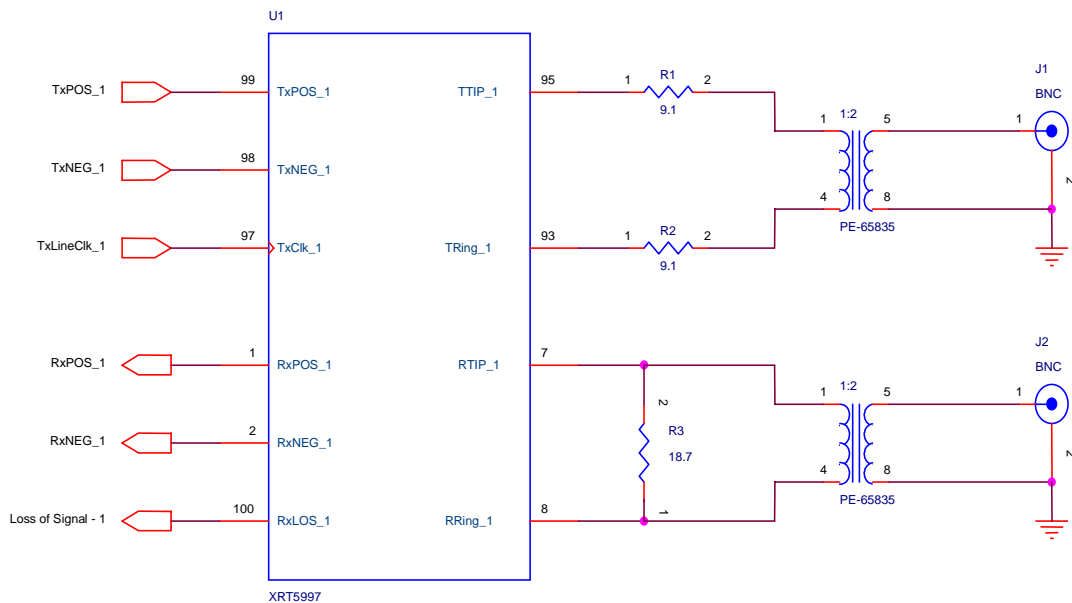 U1
TxPOS_1
99
TxPOS_1
TTIP_1
95
1
R1
2
9.1
J1
BNC
1
1:2
5
1
2
TxNEG_1
98
TxNEG_1
4
8
PE-65835
TxLineClk_1
97
TxClk_1
TRing_1
93
1
R2
2
9.1
RxPOS_1
1
RxPOS_1
RTIP_1
7
J2
BNC
1
1:2
5
1
2
2
R3
18.7
1
RxNEG_1
2
RxNEG_1
4
8
PE-65835
Loss of Signal - 1
100
RxLOS_1
RRing_1
8
XRT5997